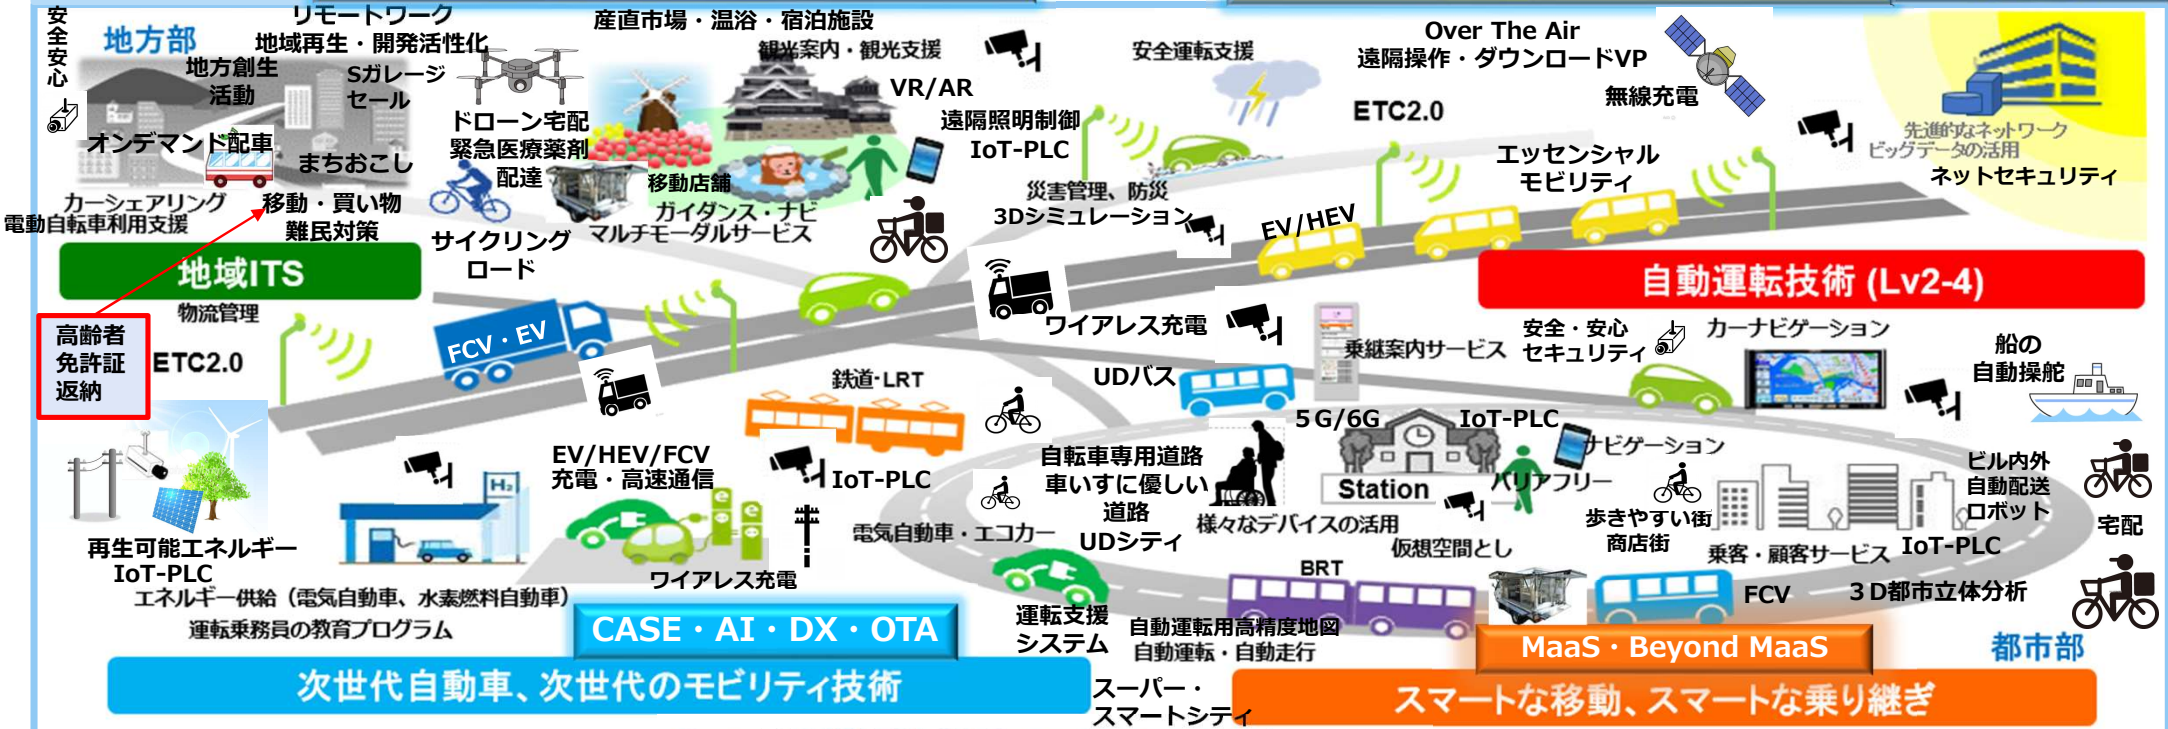 安全安心
地方部
リモートワーク
地域再生・開発活性化
地方創生
活動
Sガレージ
セール
オンデマンド配車
まちおこし
カーシェアリング
電動自転車利用支援
移動・買い物
難民対策
地域ITS
物流管理
高齢者
免許証
返納
ETC2.0
産直市場・温浴・宿泊施設
観光案内・観光支援
VR/AR
ドローン宅配
緊急医療薬剤
配達
移動店舗
ガイダンス・ナビ
マルチモーダルサービス
サイクリング
ロード
遠隔照明制御
IoT-PLC
安全運転支援
災害管理、防災
3Dシミュレーション
Over The Air
遠隔操作・ダウンロードVP
無線充電
ETC2.0
エッセンシャル
モビリティ
先進的なネットワーク
ビッグデータの活用
ネットセキュリティ
EV/HEV
自動運転技術 (Lv2-4)
FCV・EV
ワイアレス充電
乗継案内サービス
安全・安心
セキュリティ
カーナビゲーション
船の
自動操舵
UDバス
鉄道・LRT
5G/6G
IoT-PLC
ナビゲーション
Station
バリアフリー
自転車専用道路
車いすに優しい
道路
UDシティ
様々なデバイスの活用
仮想空間とし
歩きやすい街
商店街
乗客・顧客サービス
IoT-PLC
ビル内外
自動配送
ロボット
宅配
再生可能エネルギー
IoT-PLC
H2
EV/HEV/FCV
充電・高速通信
IoT-PLC
e
e
ワイアレス充電
電気自動車・エコカー
エネルギー供給（電気自動車、水素燃料自動車）
運転乗務員の教育プログラム
運転支援
システム
BRT
自動運転用高精度地図
自動運転・自動走行
FCV
3D都市立体分析
CASE・AI・DX・OTA
次世代自動車、次世代のモビリティ技術
スーパー・
スマートシティ
MaaS・Beyond MaaS
都市部
スマートな移動、スマートな乗り継ぎ